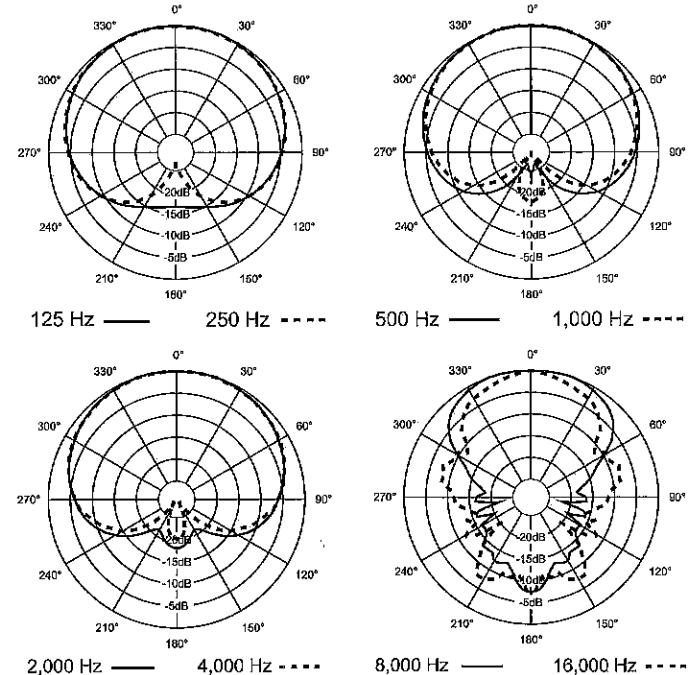 0° 0°
330° 30° 330° 30°
300° 60° 300° 60°
270° 90° 270° 90°
20dB 20dB
-15dB -15dB
-10dB -10dB
-5dB -5dB
240° 120° 240° 120°
210° 150° 210° 150°
180° 180°
125 Hz 250 Hz 500 Hz 1,000 Hz
0° 0°
330° 30° 330° 30°
300° 60° 300° 60°
270° 90° 270° 90°
-20dB
-15dB -15dB
-10dB -10dB
-5dB -5dB
240° 120° 240° 120°
210° 150° 210° 150°
180° 180°
2,000 Hz 4,000 Hz 8,000 Hz 16,000 Hz